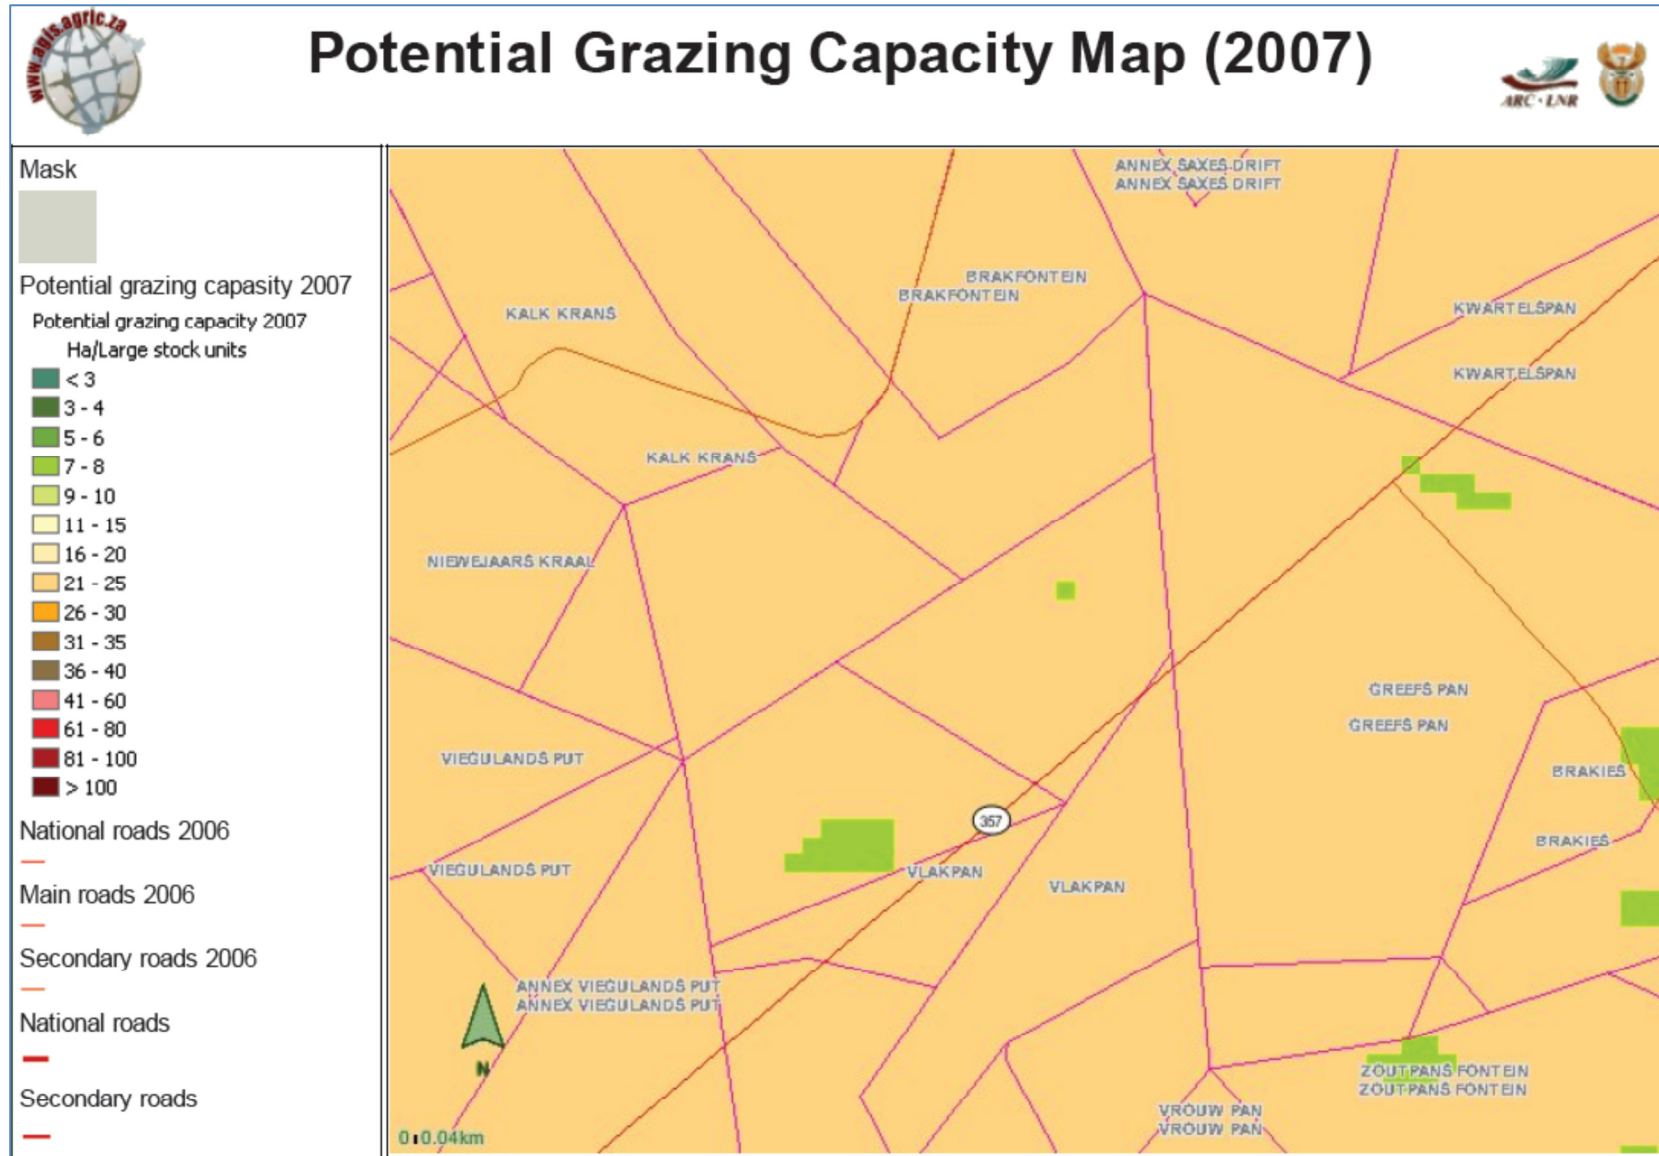 www.agis.agric.za
Potential Grazing Capacity Map (2007)
ARC • LNR
Mask
Potential grazing capasity 2007
Potential grazing capacity 2007
Ha/Large stock units
< 3
3 - 4
5 - 6
7 - 8
9 - 10
11 - 15
16 - 20
21 - 25
26 - 30
31 - 35
36 - 40
41 - 60
61 - 80
81 - 100
> 100
National roads 2006
Main roads 2006
Secondary roads 2006
National roads
Secondary roads
ANNEX SAXES DRIFT
ANNEX SAXES DRIFT
BRAKFONTEIN
BRAKFONTEIN
KALK KRANS
KWARTELSPAN
KWARTELSPAN
KALK KRANS
NIEWEJAARS KRAAL
GREEFS PAN
GREEFS PAN
VIEGULANDS PUT
BRAKIES
357
BRAKIES
VIEGULANDS PUT
VLAKPAN
VLAKPAN
ANNEX VIEGULANDS PUT
ANNEX VIEGULANDS PUT
N
ZOUTPANS FONTEIN
ZOUTPANS FONTEIN
VROUW PAN
VROUW PAN
0 0.04km